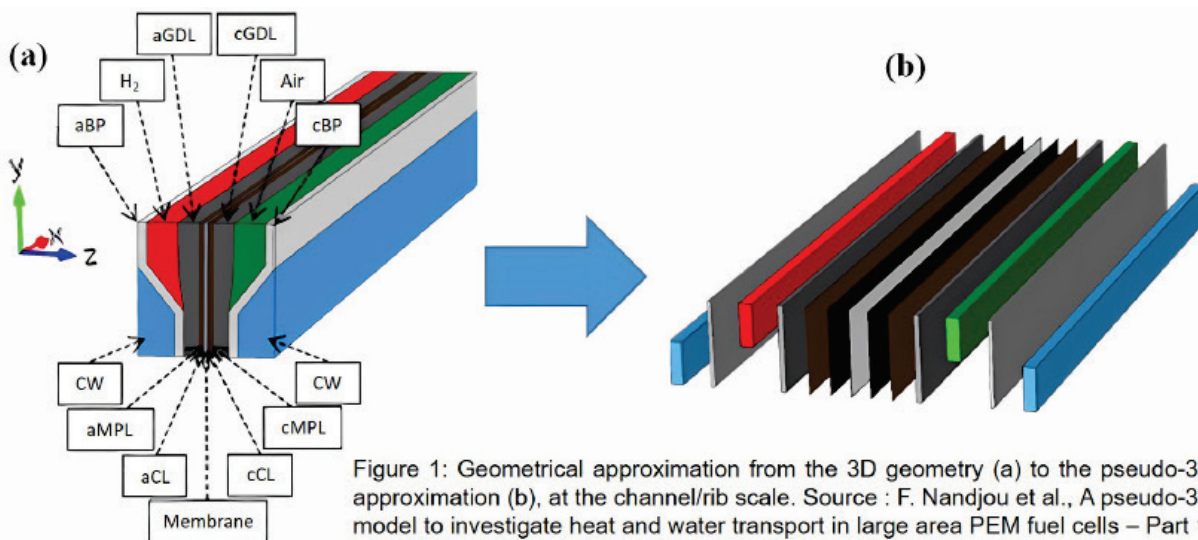 (a)
aGDL
cGDL
(b)
H₂
Air
aBP
cBP
y
x
z
CW
CW
aMPL
cMPL
aCL
cCL
Membrane
Figure 1: Geometrical approximation from the 3D geometry (a) to the pseudo-3
approximation (b), at the channel/rib scale. Source : F. Nandjou et al., A pseudo-3
model to investigate heat and water transport in large area PEM fuel cells – Part